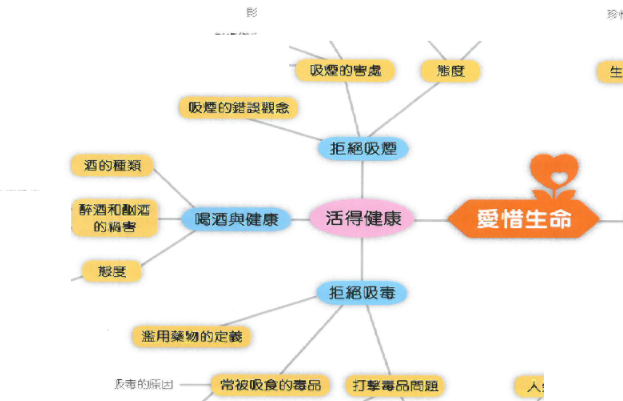 影
吸煙的害處
態度
生
吸煙的錯誤觀念
拒絕吸煙
酒的種類
醉酒和酗酒
的禍害
喝酒與健康
活得健康
愛惜生命
態度
拒絕吸毒
濫用藥物的定義
吸毒的原因
常被吸食的毒品
打擊毒品問題
人